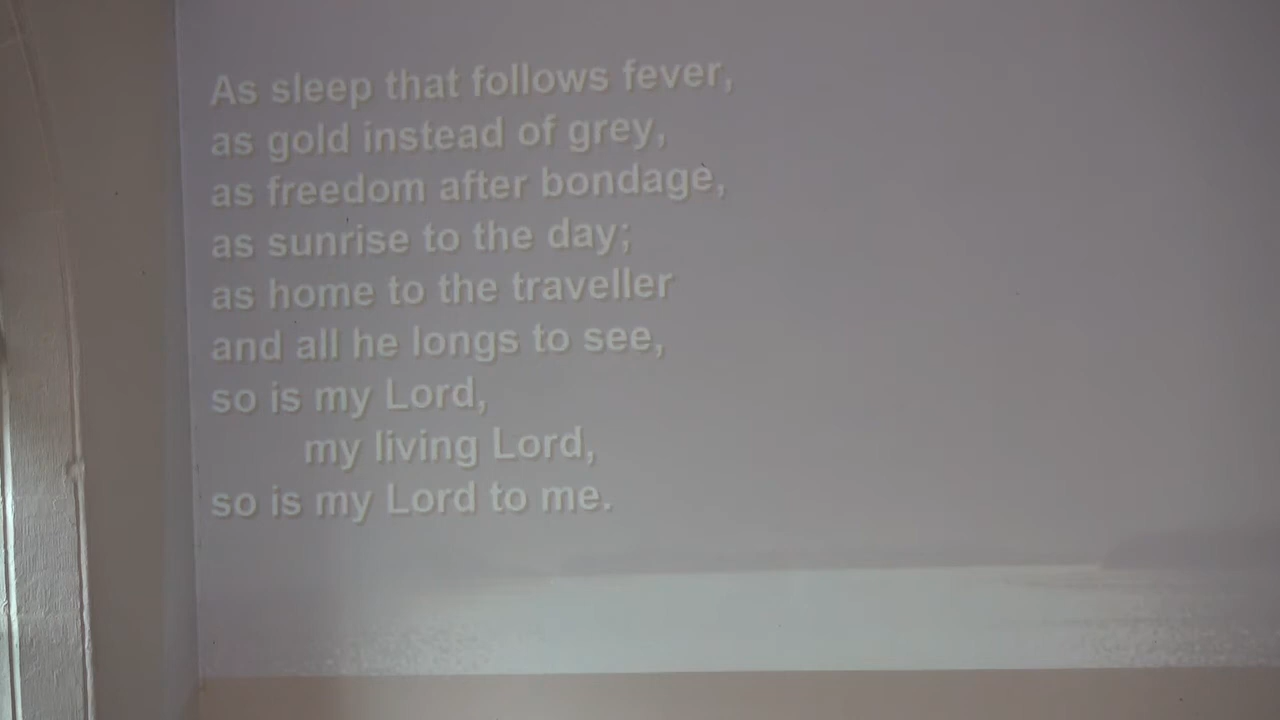 As sleep that follows fever,
as gold instead of grey,
as freedom after bondage,
as sunrise to the day;
as home to the traveller
and all he longs to see,
so is my Lord,
my living Lord,
so is my Lord to me.